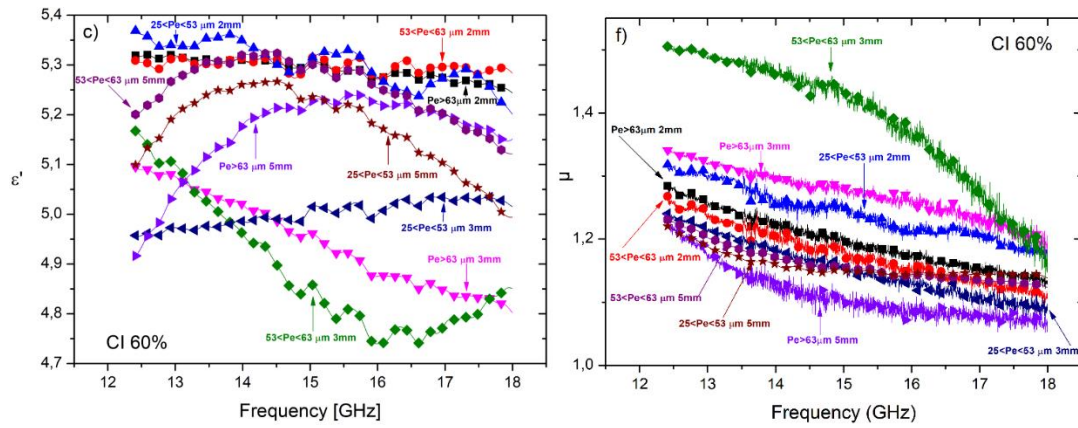 c)
25<Pe<53 μm 2mm
53<Pe<63 μm 2mm
Pe>63μm 2mm
53<Pe<63 μm 5mm
Pe>63 μm 5mm
25<Pe<53 μm 5mm
25<Pe<53 μm 3mm
Pe>63 μm 3mm
53<Pe<63 μm 3mm
CI 60%
5,4
5,3
5,2
5,1
5,0
4,9
4,8
4,7
ε'
12 13 14 15 16 17 18
Frequency [GHz]
f)
CI 60%
53<Pe<63 μm 3mm
Pe>63μm 2mm
Pe>63μm 3mm
25<Pe<53 μm 2mm
53<Pe<63 μm 2mm
53<Pe<63 μm 5mm
25<Pe<53 μm 5mm
Pe>63μm 5mm
25<Pe<53 μm 3mm
1,4
1,2
1,0
μ
12 13 14 15 16 17 18
Frequency (GHz)